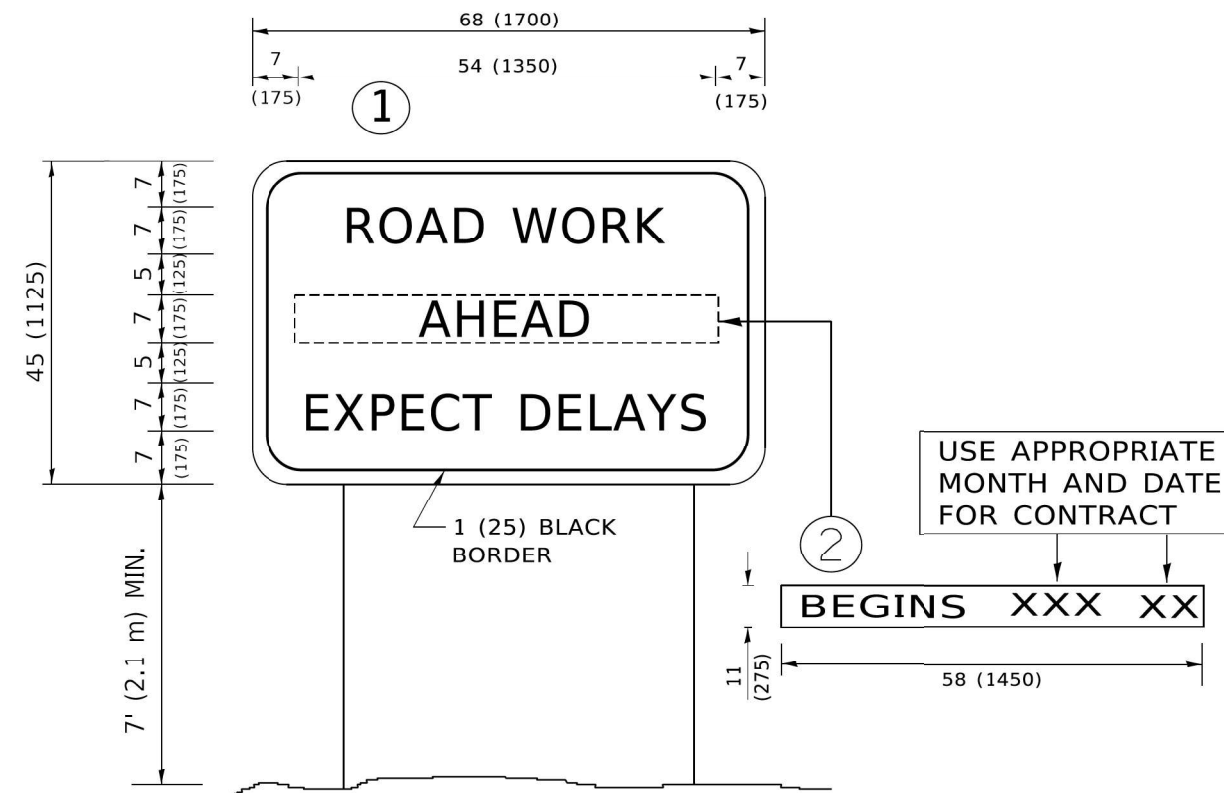 68 (1700)
7
54 (1350)
7
(175)
(175)
1
45 (1125)
7
(175)
7
(175)
5
(125)
7
(175)
5
(125)
7
(175)
7
(175)
ROAD WORK
AHEAD
EXPECT DELAYS
1 (25) BLACK
BORDER
7' (2.1 m) MIN.
2
USE APPROPRIATE
MONTH AND DATE
FOR CONTRACT
BEGINS XXX XX
11
(275)
58 (1450)